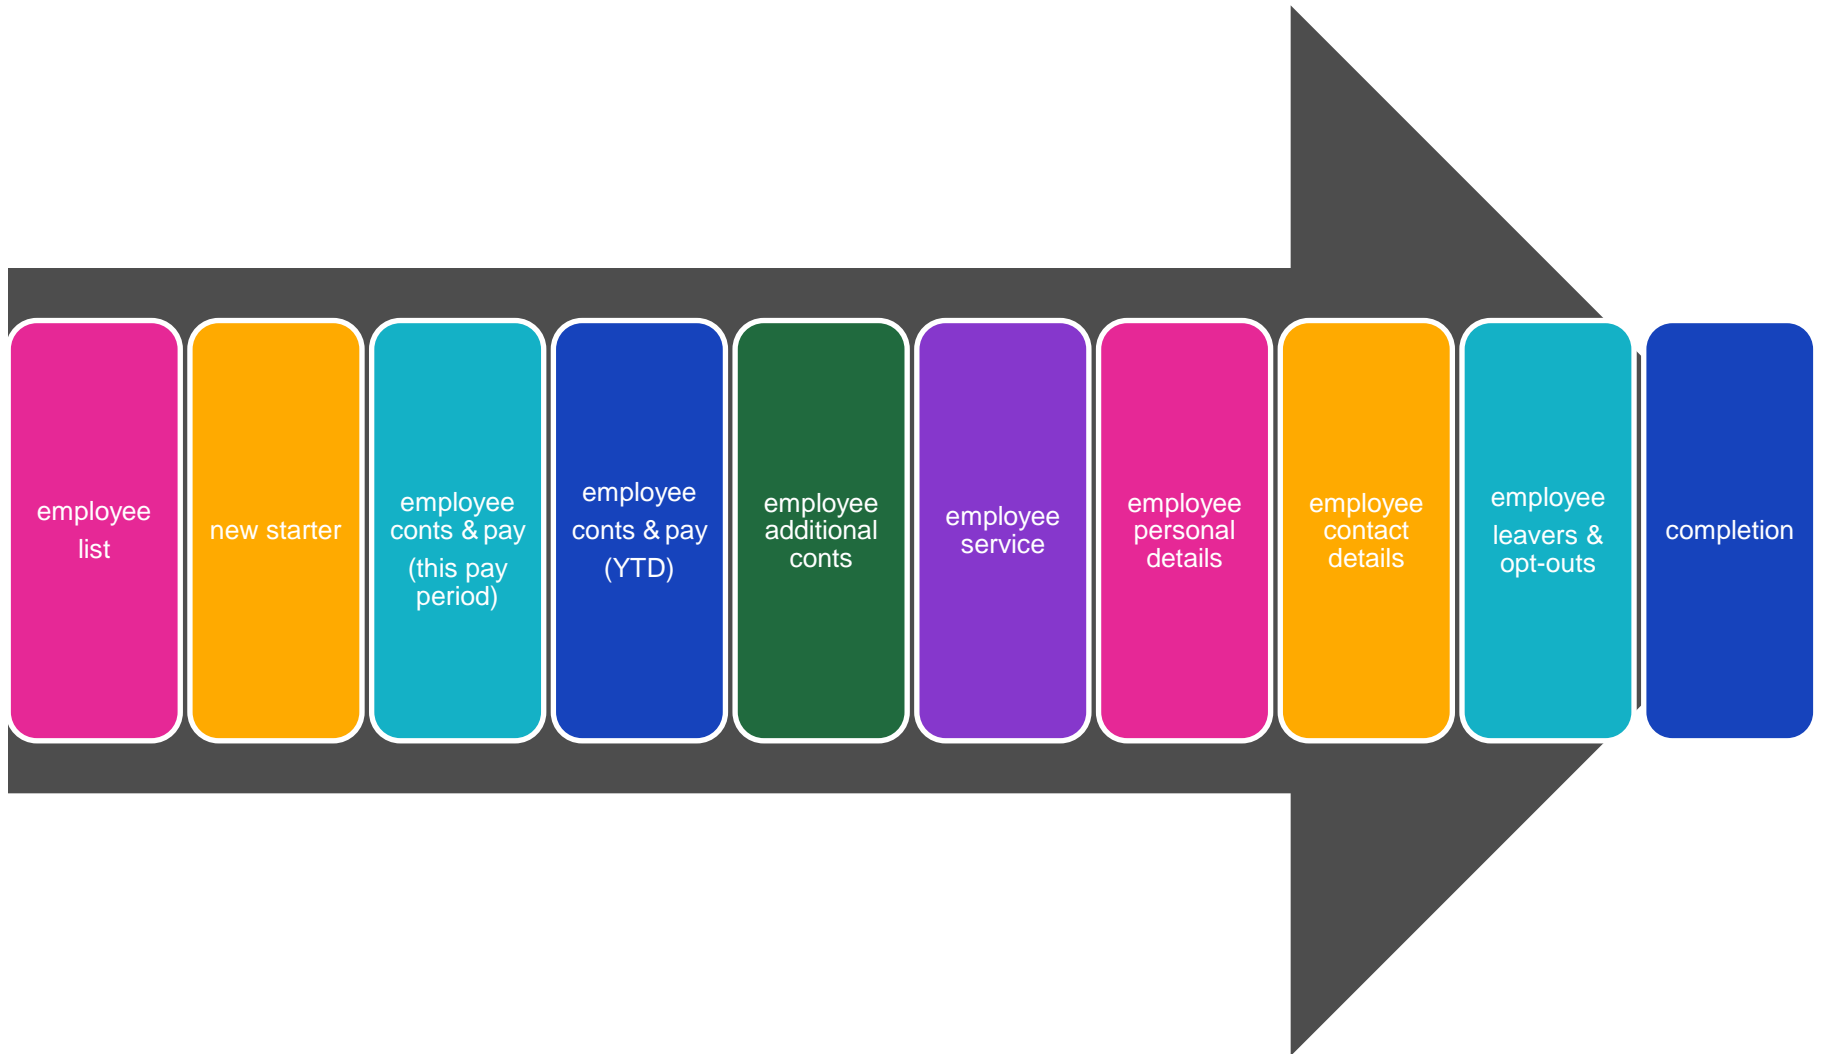 employee
list
new starter
employee
conts & pay
(this pay
period)
employee
conts & pay
(YTD)
employee
additional
conts
employee
service
employee
personal
details
employee
contact
details
employee
leavers &
opt-outs
completion